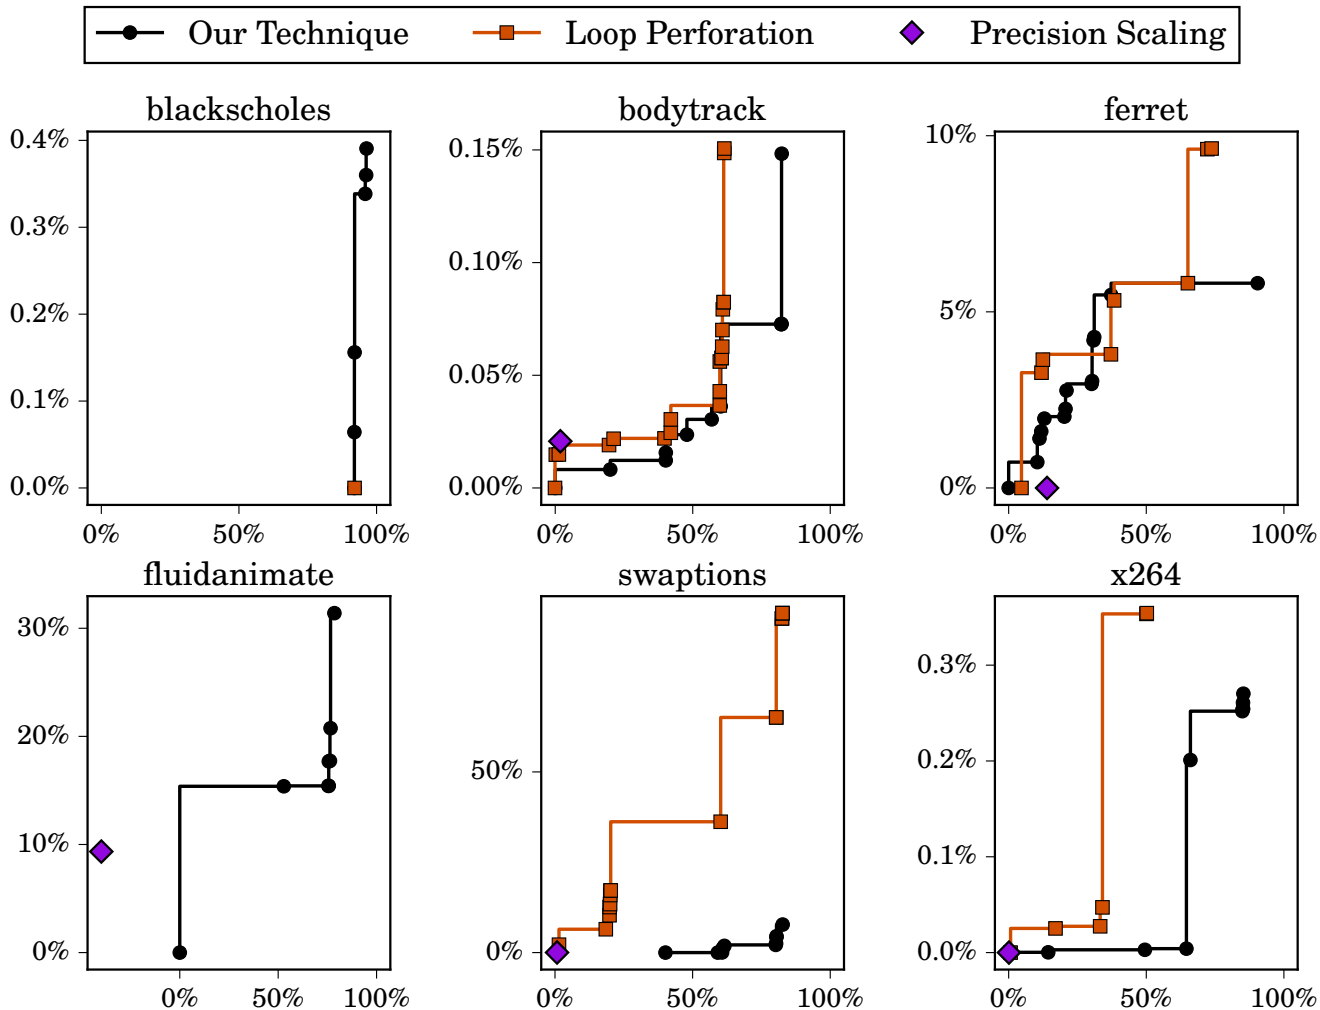 Our Technique Loop Perforation Precision Scaling
blackscholes bodytrack ferret
0.4%
0.3%
0.2%
0.1%
0.0%
0% 50% 100%
0.15%
0.10%
0.05%
0.00%
0% 50% 100%
10%
5%
0%
0% 50% 100%
fluidanimate swaptions x264
30%
20%
10%
0%
0% 50% 100%
50%
0%
0% 50% 100%
0.3%
0.2%
0.1%
0.0%
0% 50% 100%